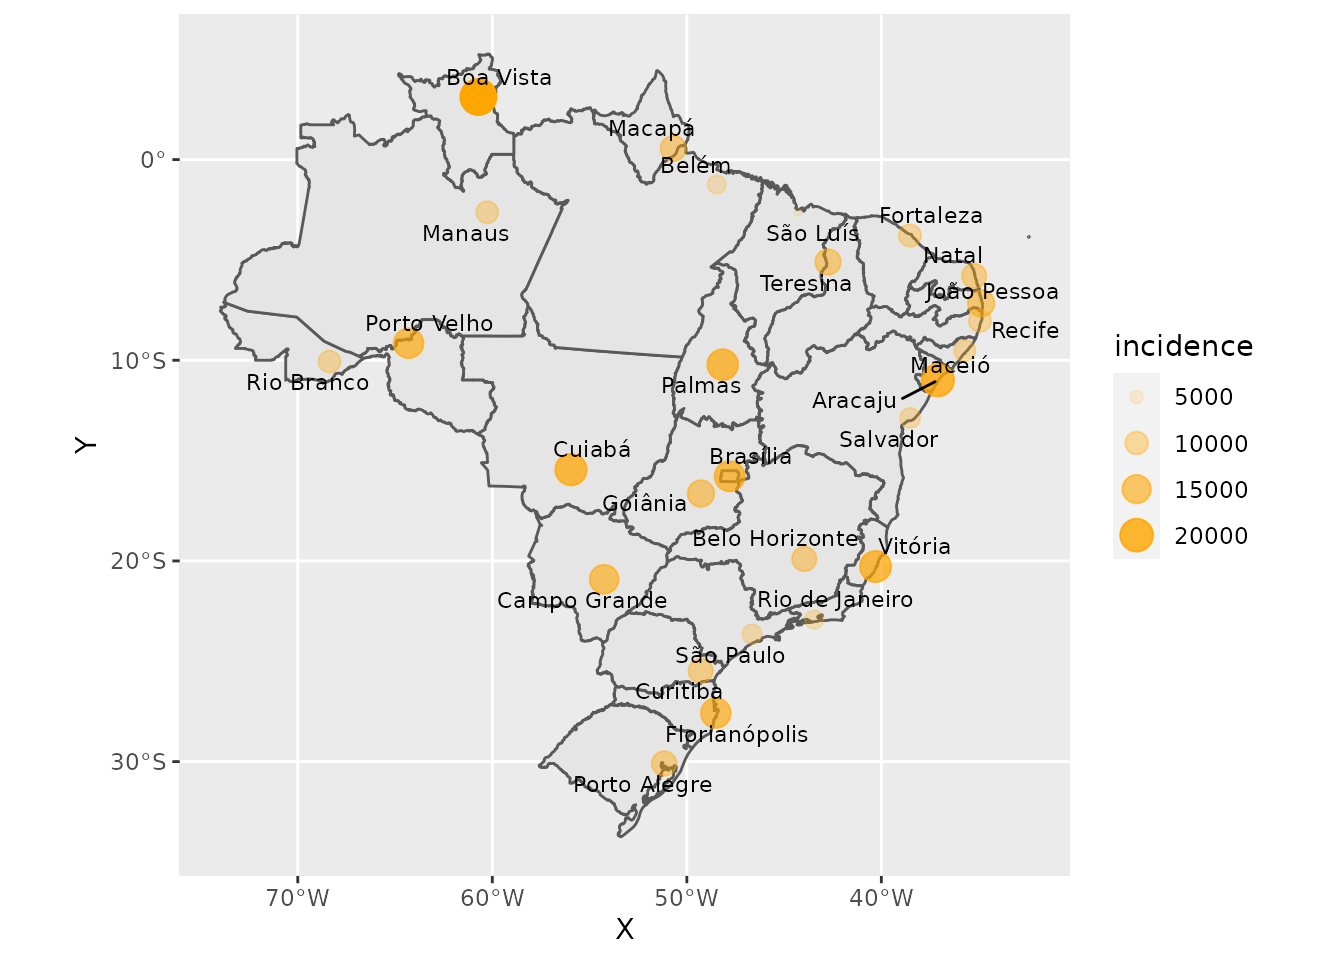 Boa Vista
Macapá
Belém
0°
Fortaleza
Manaus
São Luís
Natal
Teresina
João Pessoa
Porto Velho
Recife
incidence
10°S
Maceió
Rio Branco
Palmas
5000
Aracaju
Salvador
10000
Y
Cuiabá
Brasília
15000
Goiânia
20000
Belo Horizonte
Vitória
20°S
Campo Grande
Rio de Janeiro
São Paulo
Curitiba
Florianópolis
30°S
Porto Alegre
70°W
60°W
50°W
40°W
X